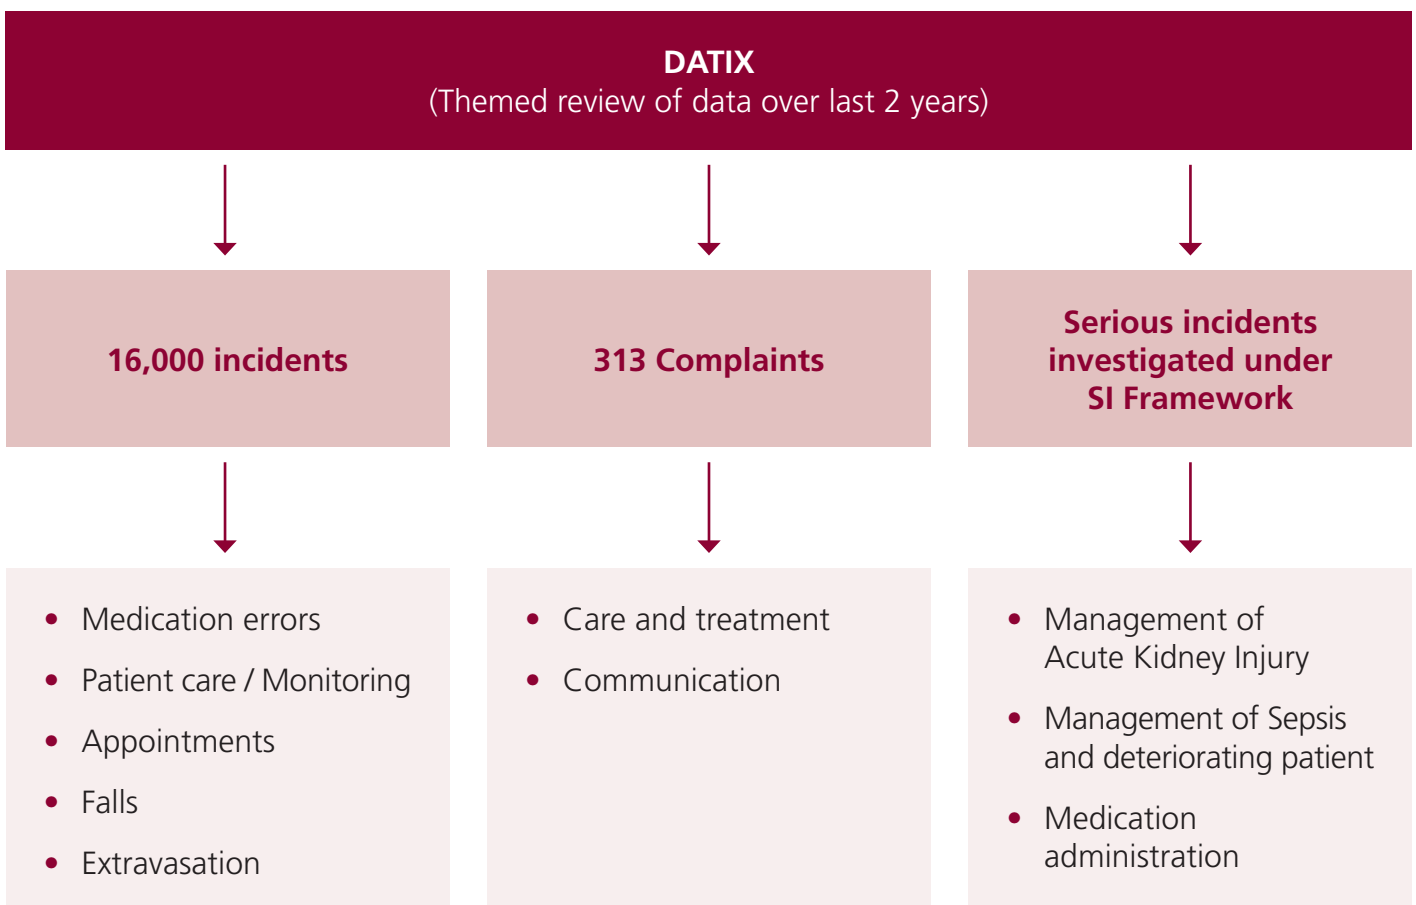 DATIX
(Themed review of data over last 2 years)
16,000 incidents
313 Complaints
Serious incidents
investigated under
SI Framework
• Medication errors
• Patient care / Monitoring
• Appointments
• Falls
• Extravasation
• Care and treatment
• Communication
• Management of
Acute Kidney Injury
• Management of Sepsis
and deteriorating patient
• Medication
administration